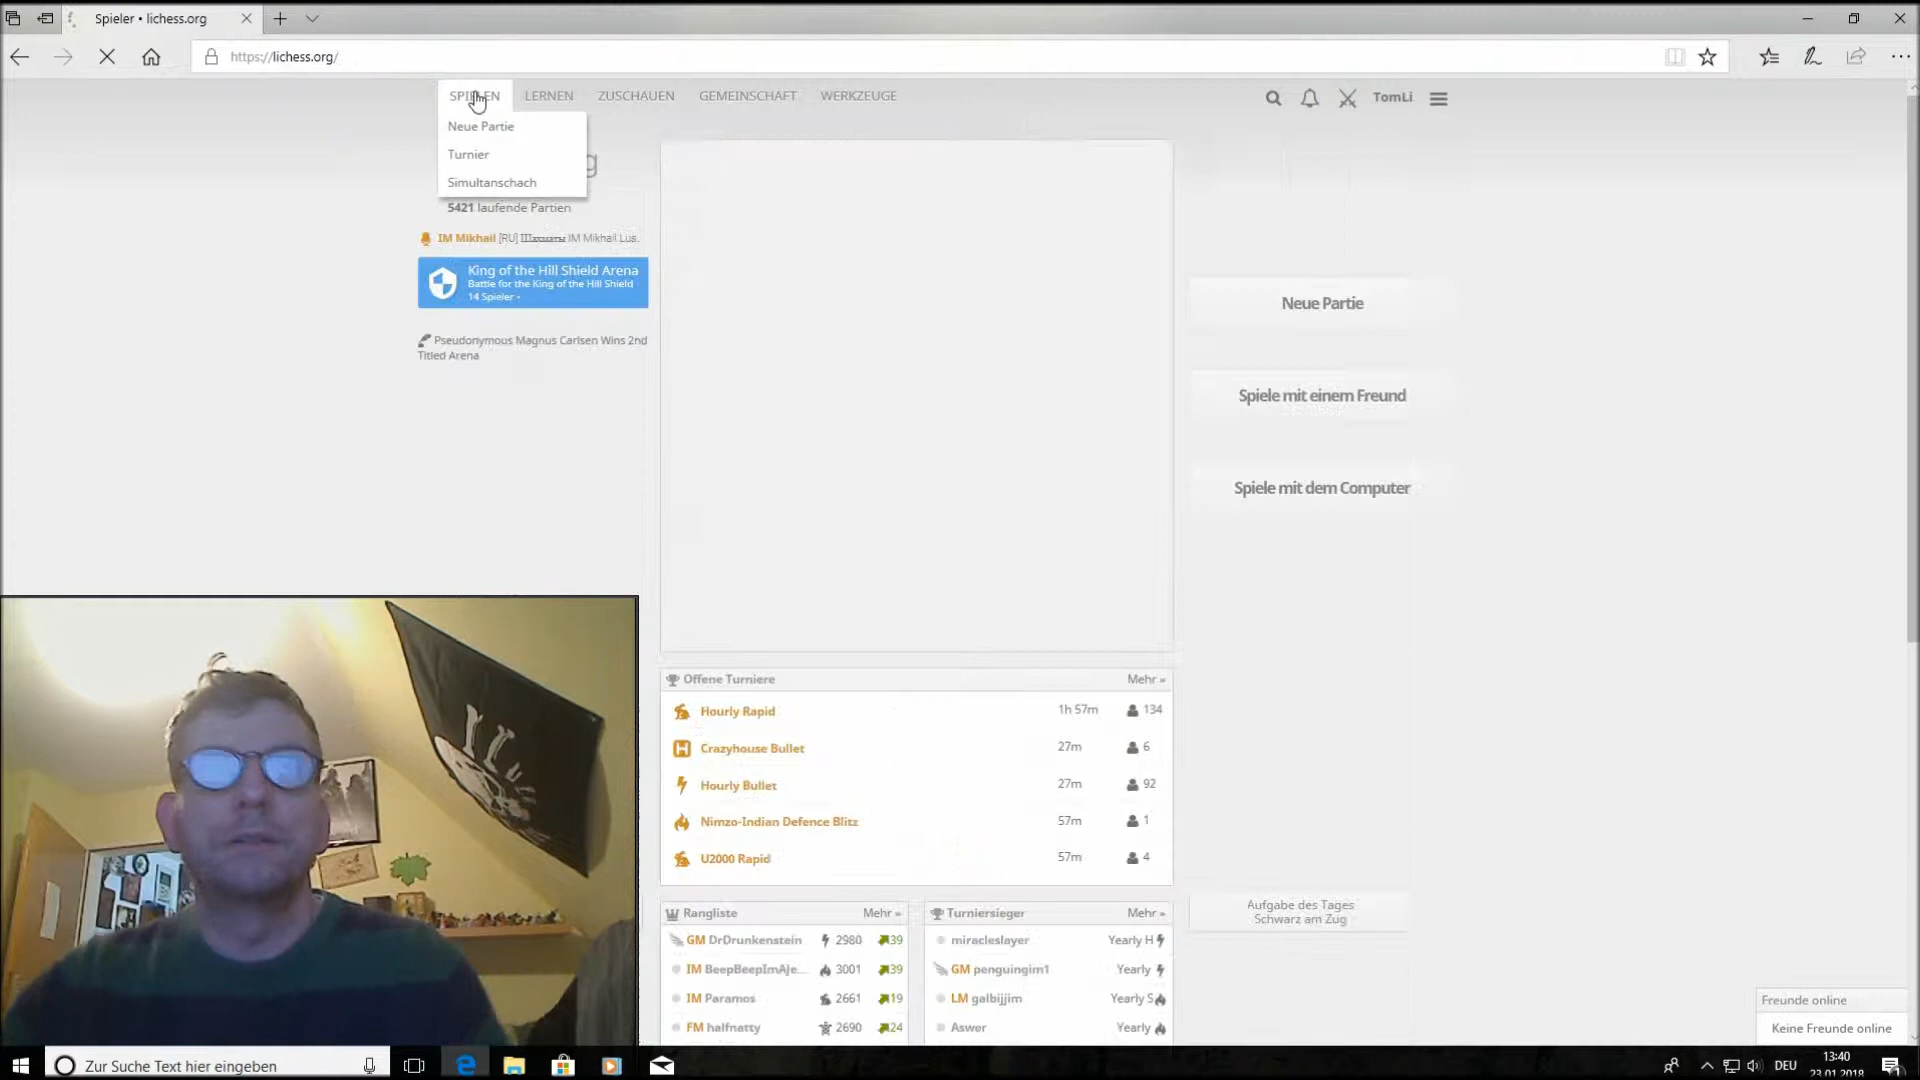 Spieler • lichess.org
https://lichess.org/
SPIELEN LERNEN ZUSCHAUEN GEMEINSCHAFT WERKZEUGE
TomLi
Neue Partie
Turnier
Simultanschach
g
5421 laufende Partien
IM Mikhail [RU] Шахматы IM Mikhail Lus.
King of the Hill Shield Arena
Battle for the King of the Hill Shield
14 Spieler •
Pseudonymous Magnus Carlsen Wins 2nd
Titled Arena
Neue Partie
Spiele mit einem Freund
Spiele mit dem Computer
Offene Turniere Mehr »
Hourly Rapid 1h 57m 134
Crazyhouse Bullet 27m 6
Hourly Bullet 27m 92
Nimzo-Indian Defence Blitz 57m 1
U2000 Rapid 57m 4
Rangliste Mehr »
GM DrDrunkenstein 2980 39
IM BeepBeepImAJe... 3001 39
IM Paramos 2661 19
FM halfnatty 2690 24
Turniersieger Mehr »
miracleslayer Yearly H
GM penguingim1 Yearly
LM galbijjim Yearly S
Aswer Yearly
Aufgabe des Tages
Schwarz am Zug
Freunde online
Keine Freunde online
Zur Suche Text hier eingeben
DEU
13:40
23.01.2018